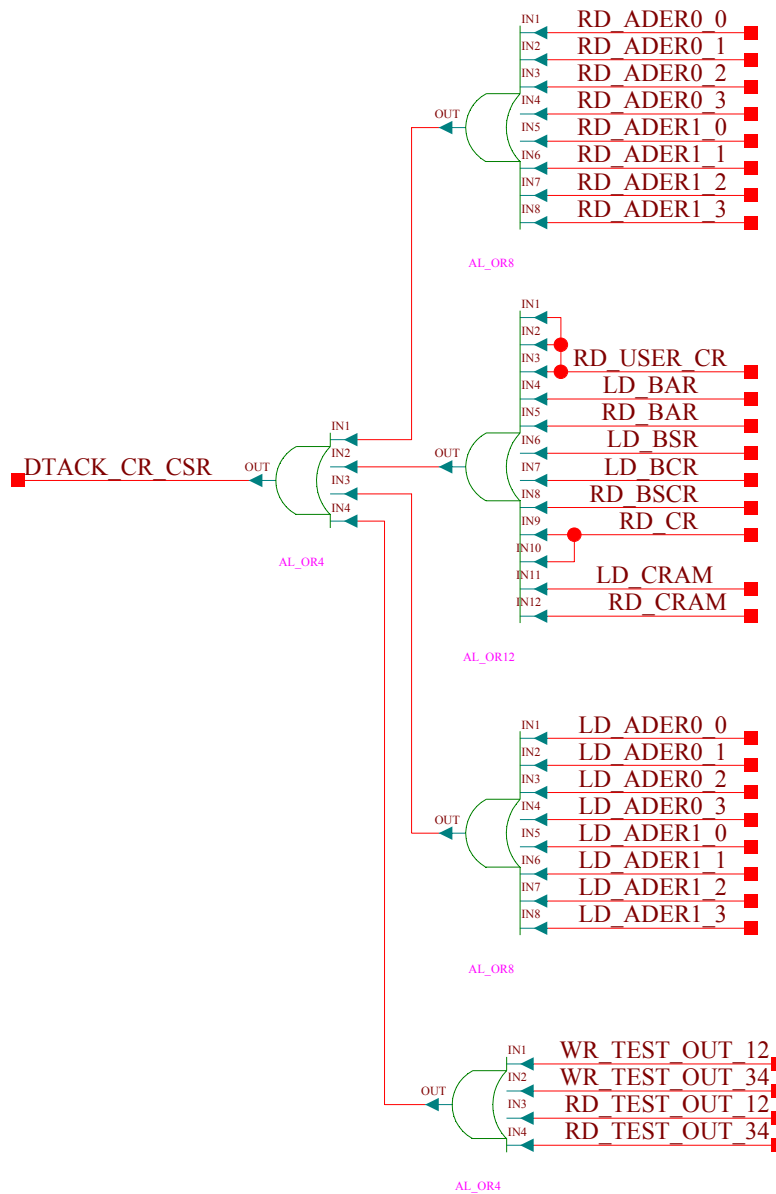 IN1 RD_ADER0_0
IN2 RD_ADER0_1
IN3 RD_ADER0_2
IN4 RD_ADER0_3
OUT
IN5 RD_ADER1_0
IN6 RD_ADER1_1
IN7 RD_ADER1_2
IN8 RD_ADER1_3
AL_OR8
IN1
IN2
IN3 RD_USER_CR
IN4 LD_BAR
IN5 RD_BAR
IN6 LD_BSR
OUT
IN7 LD_BCR
IN8 RD_BSCR
IN9 RD_CR
IN10
IN11 LD_CRAM
IN12 RD_CRAM
AL_OR12
DTACK_CR_CSR
OUT
IN1
IN2
IN3
IN4
AL_OR4
IN1 LD_ADER0_0
IN2 LD_ADER0_1
IN3 LD_ADER0_2
IN4 LD_ADER0_3
OUT
IN5 LD_ADER1_0
IN6 LD_ADER1_1
IN7 LD_ADER1_2
IN8 LD_ADER1_3
AL_OR8
IN1 WR_TEST_OUT_12
IN2 WR_TEST_OUT_34
OUT
IN3 RD_TEST_OUT_12
IN4 RD_TEST_OUT_34
AL_OR4